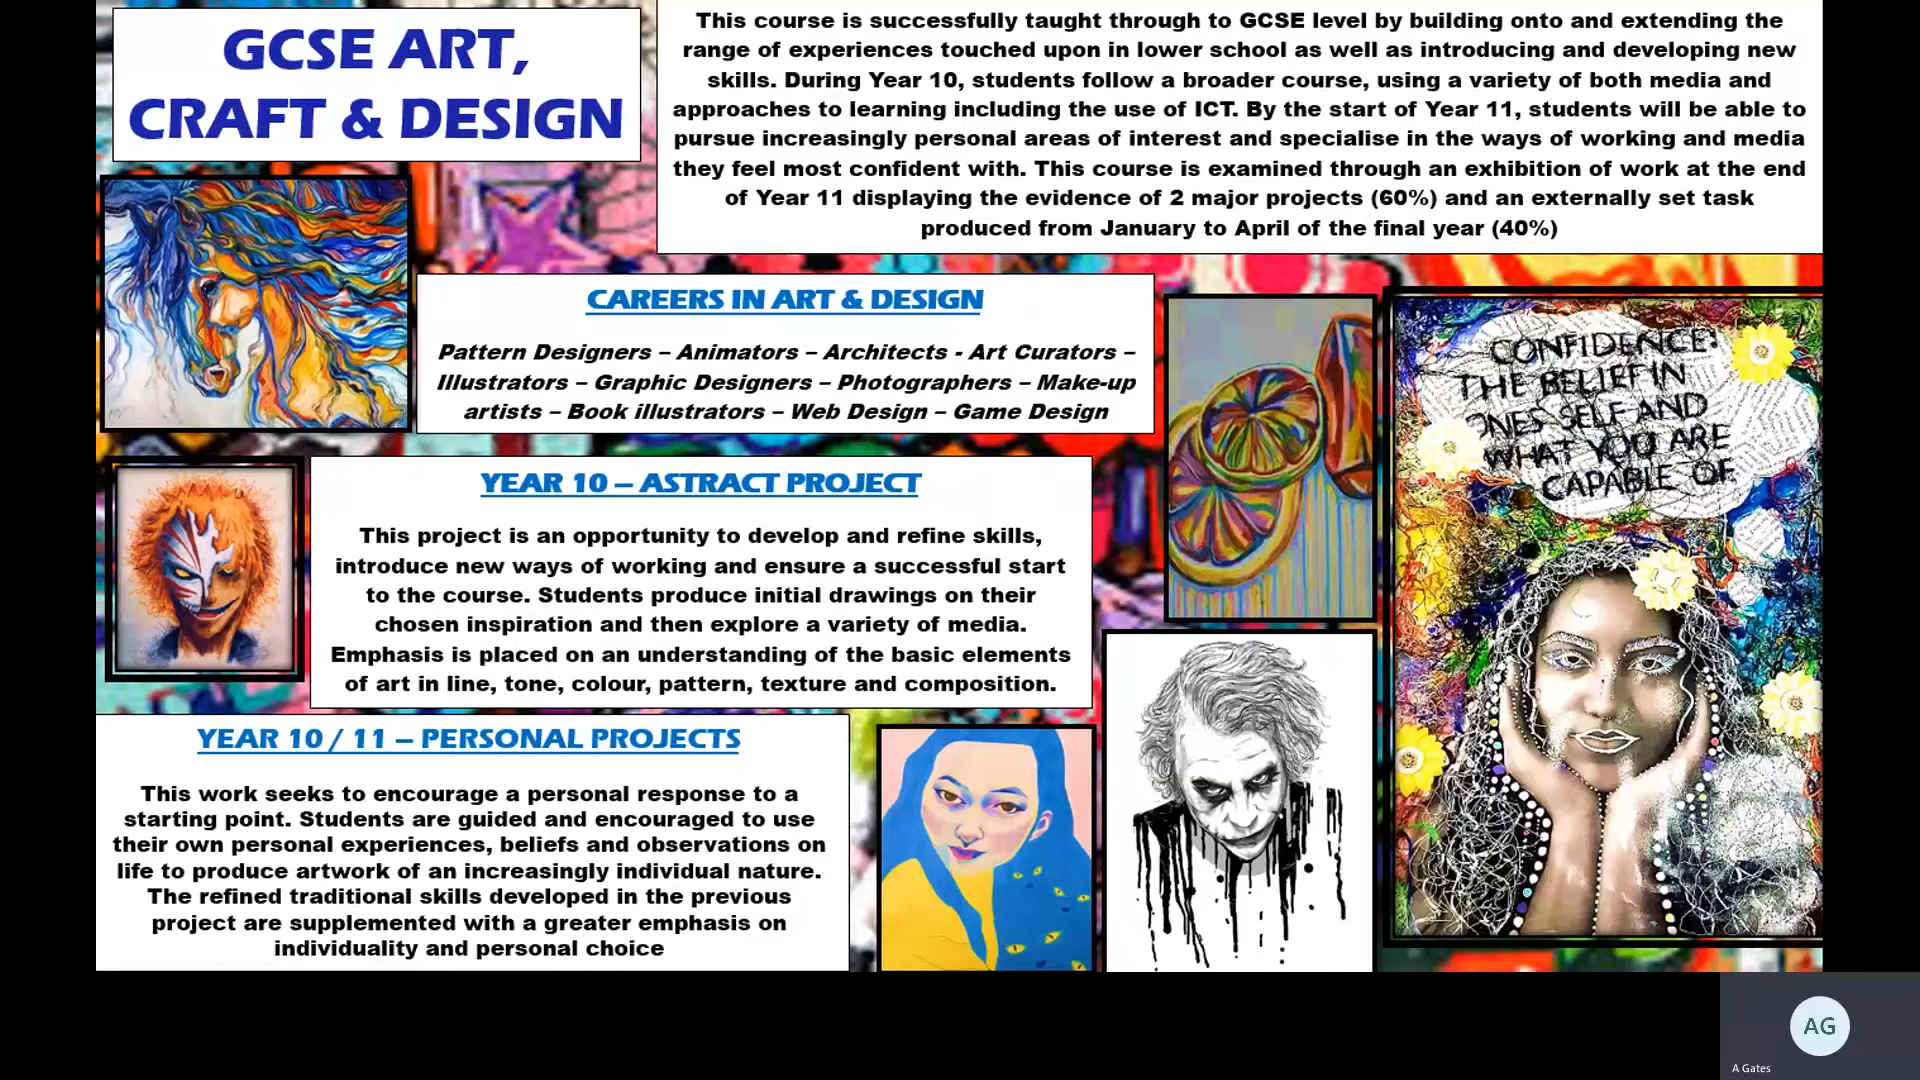 GCSE ART,
CRAFT & DESIGN
This course is successfully taught through to GCSE level by building onto and extending the
range of experiences touched upon in lower school as well as introducing and developing new
skills. During Year 10, students follow a broader course, using a variety of both media and
approaches to learning including the use of ICT. By the start of Year 11, students will be able to
pursue increasingly personal areas of interest and specialise in the ways of working and media
they feel most confident with. This course is examined through an exhibition of work at the end
of Year 11 displaying the evidence of 2 major projects (60%) and an externally set task
produced from January to April of the final year (40%)
CAREERS IN ART & DESIGN
Pattern Designers – Animators – Architects - Art Curators –
Illustrators – Graphic Designers – Photographers – Make-up
artists – Book illustrators – Web Design – Game Design
CONFIDENCE:
THE BELIEF IN
ONES SELF AND
WHAT YOU ARE
CAPABLE OF
YEAR 10 – ASTRACT PROJECT
This project is an opportunity to develop and refine skills,
introduce new ways of working and ensure a successful start
to the course. Students produce initial drawings on their
chosen inspiration and then explore a variety of media.
Emphasis is placed on an understanding of the basic elements
of art in line, tone, colour, pattern, texture and composition.
YEAR 10 / 11 – PERSONAL PROJECTS
This work seeks to encourage a personal response to a
starting point. Students are guided and encouraged to use
their own personal experiences, beliefs and observations on
life to produce artwork of an increasingly individual nature.
The refined traditional skills developed in the previous
project are supplemented with a greater emphasis on
individuality and personal choice
AG
A Gates